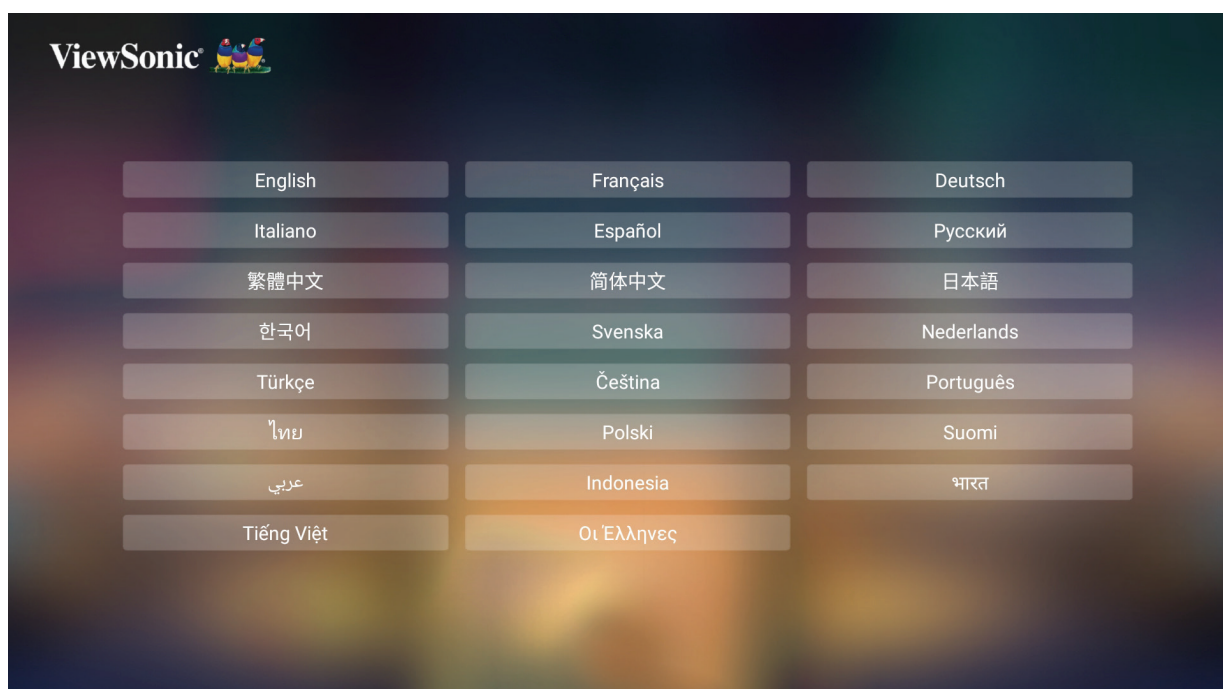 ViewSonic®
English Français Deutsch
Italiano Español Русский
繁體中文 简体中文 日本語
한국어 Svenska Nederlands
Türkçe Čeština Português
ไทย Polski Suomi
عربي Indonesia भारत
Tiếng Việt Οι Έλληνες